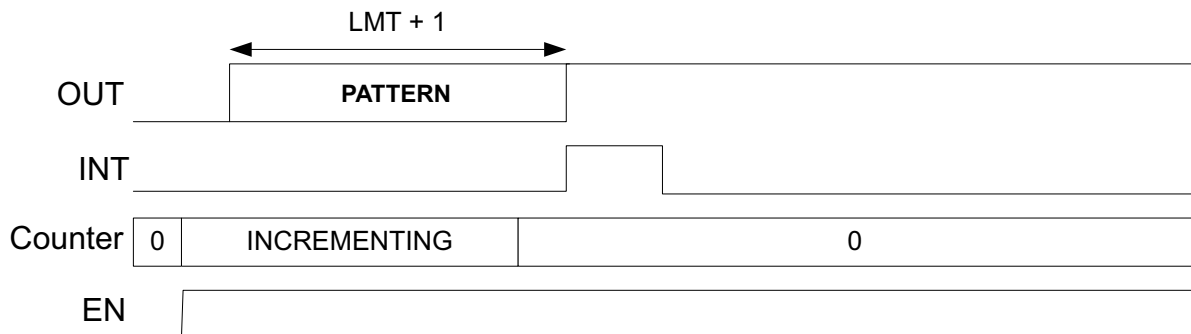 LMT + 1
OUT PATTERN
INT
Counter 0 INCREMENTING 0
EN